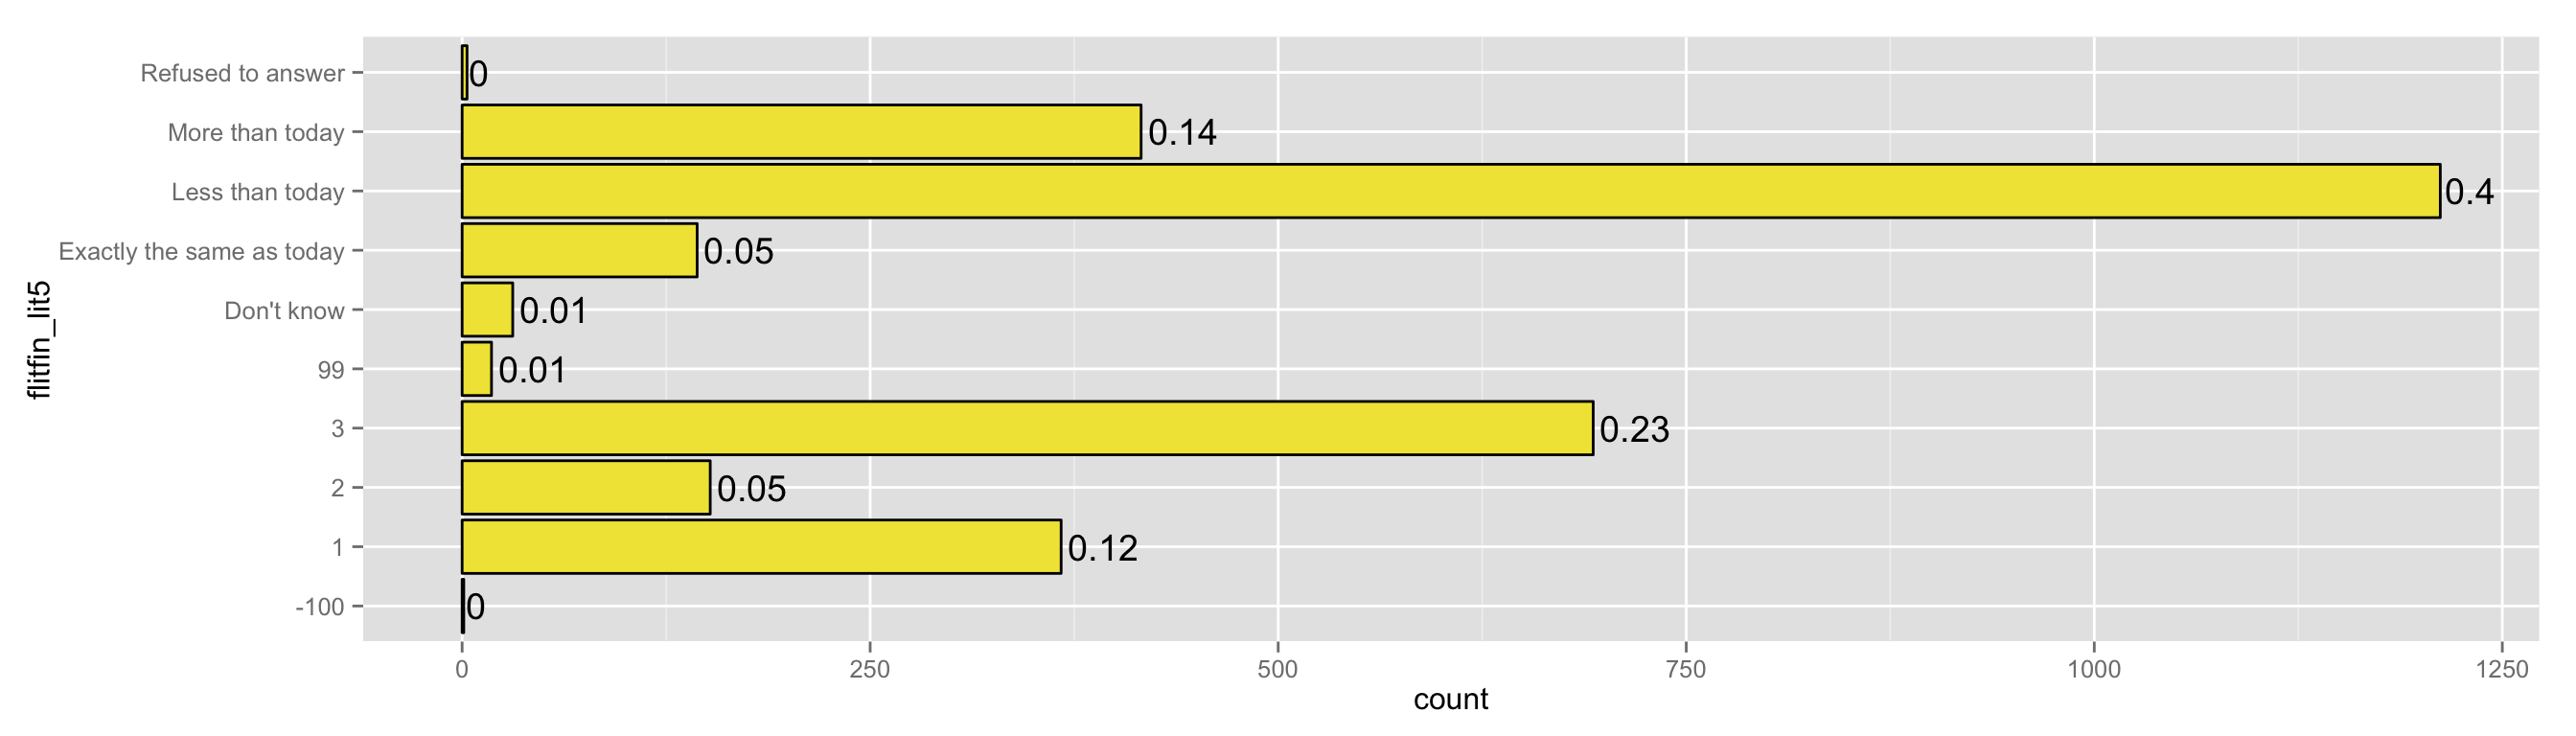 Refused to answer
0
More than today
0.14
Less than today
0.4
Exactly the same as today
0.05
Don't know
0.01
99
0.01
3
0.23
2
0.05
1
0.12
-100
0
flitfin_lit5
0 250 500 750 1000 1250
count